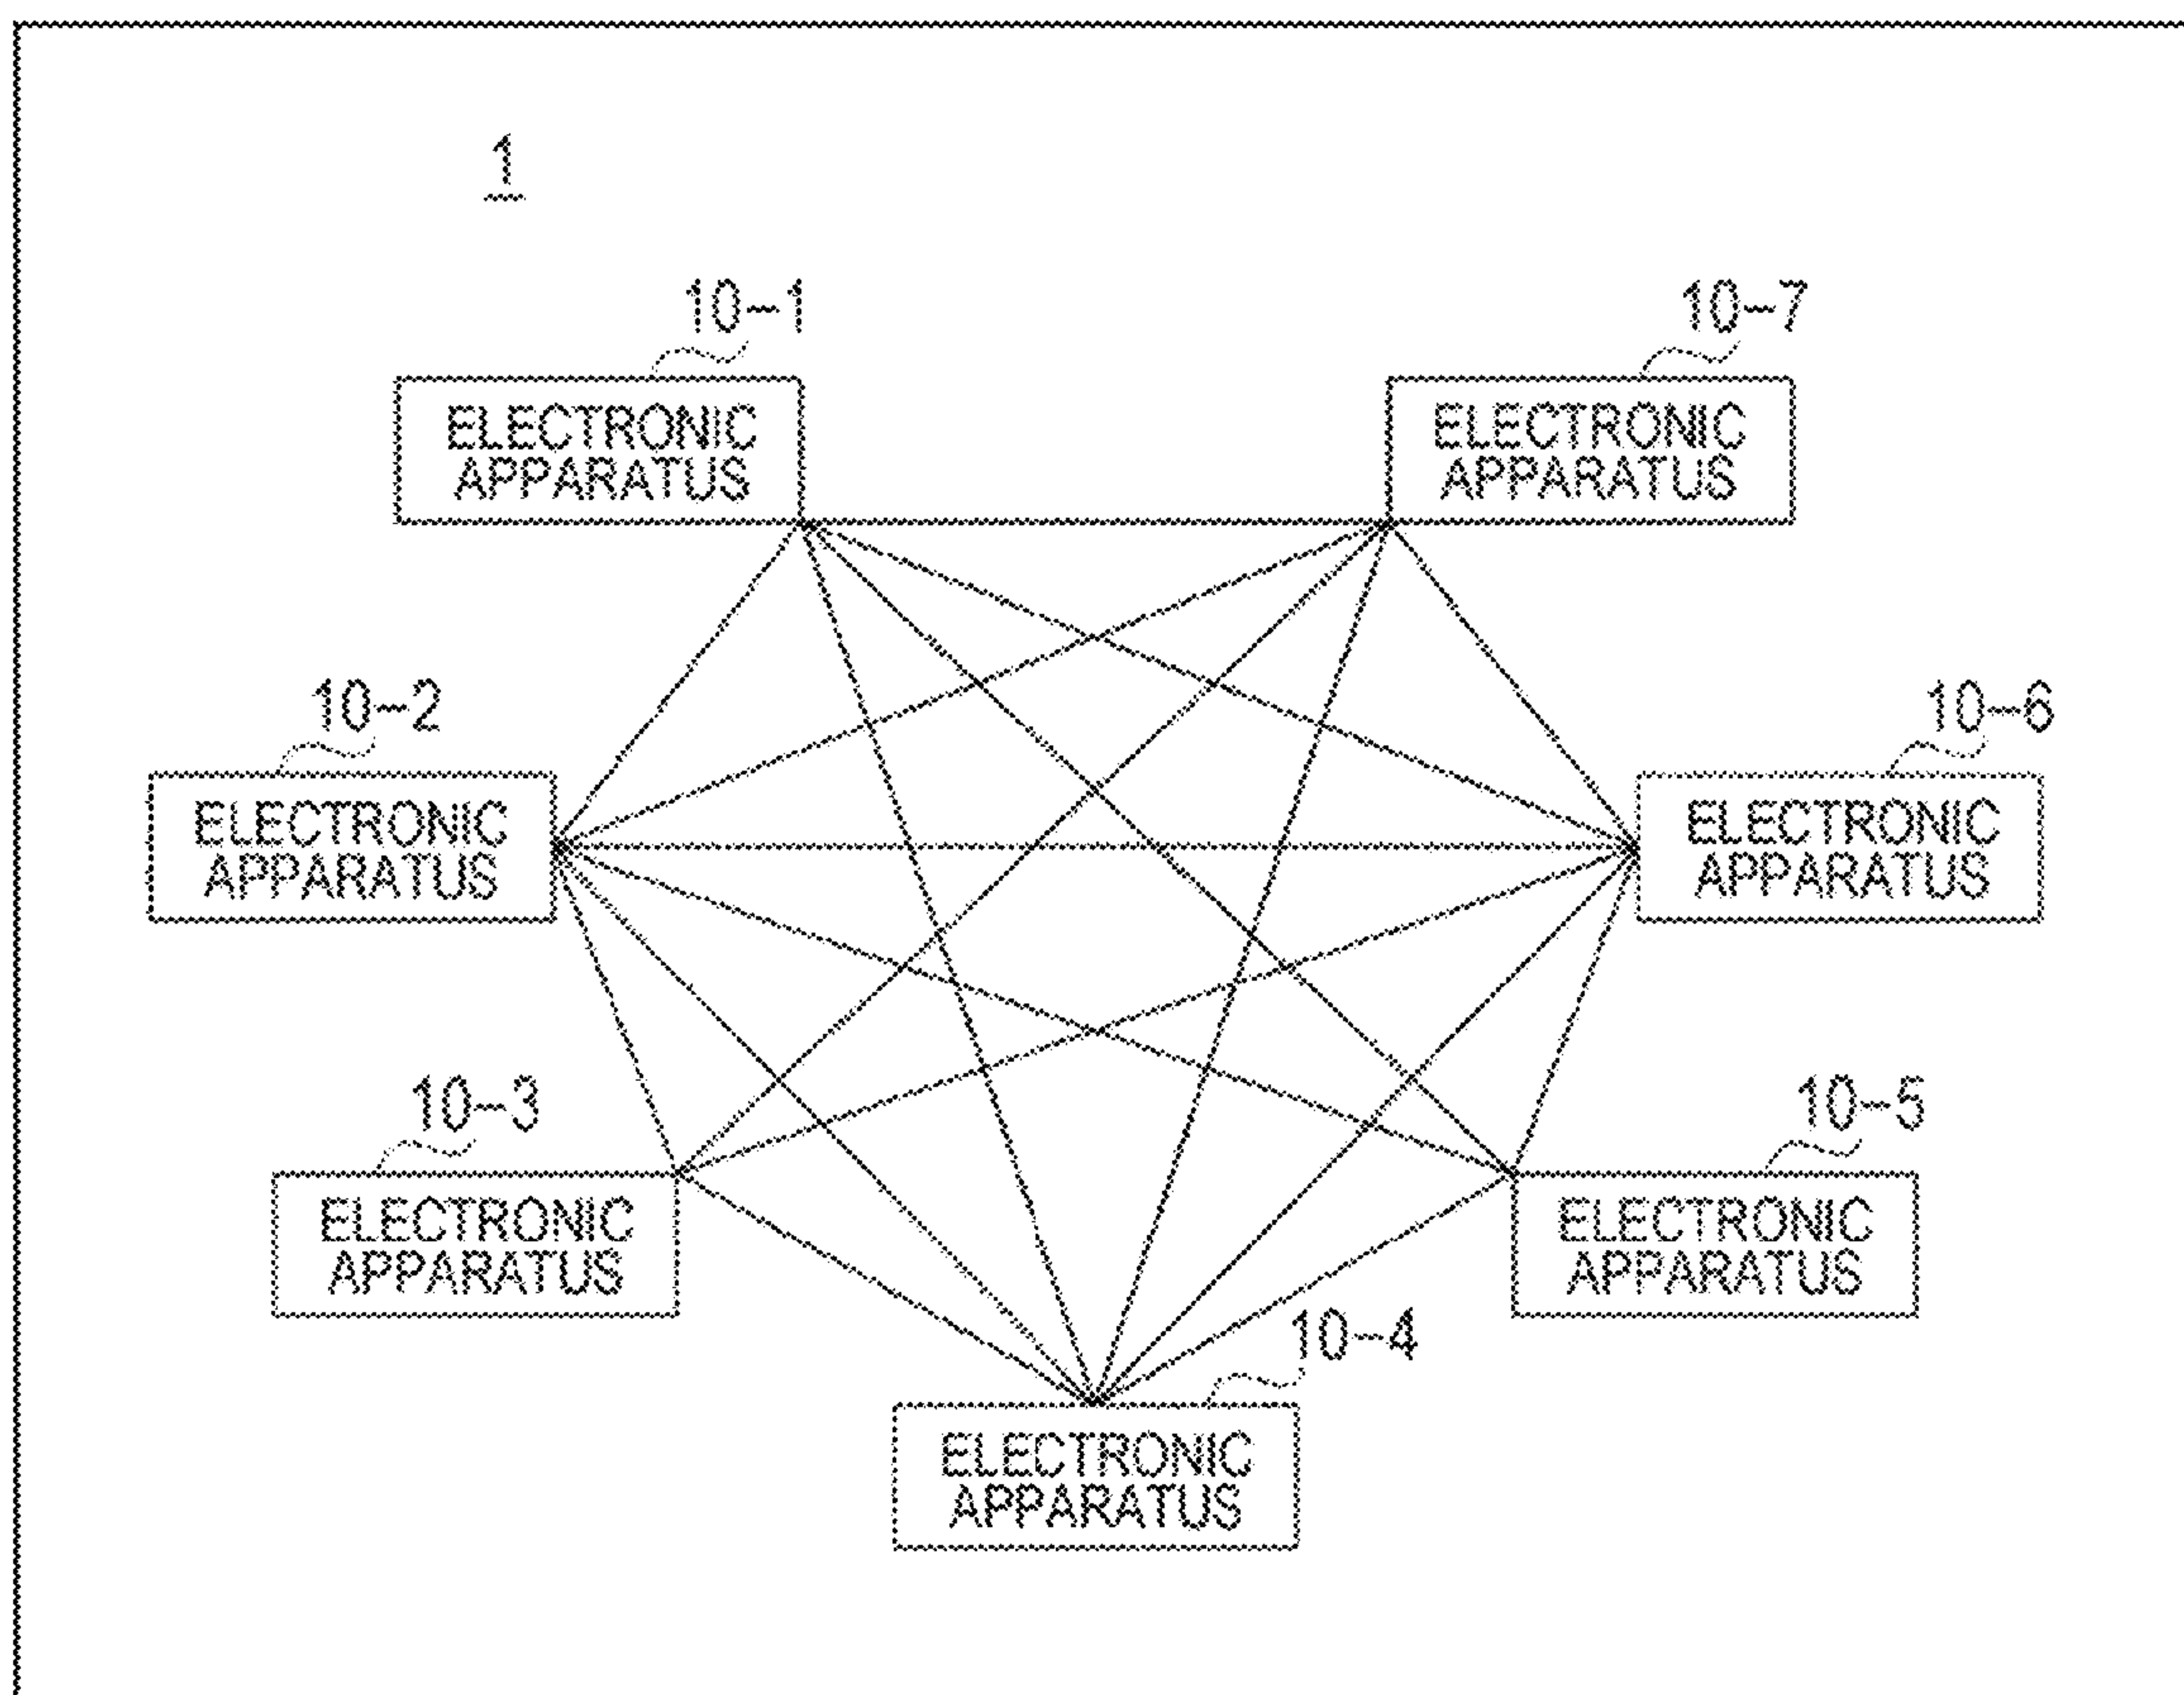 1
10-1
ELECTRONIC
APPARATUS
10-7
ELECTRONIC
APPARATUS
10-2
ELECTRONIC
APPARATUS
10-6
ELECTRONIC
APPARATUS
10-3
ELECTRONIC
APPARATUS
10-5
ELECTRONIC
APPARATUS
10-4
ELECTRONIC
APPARATUS